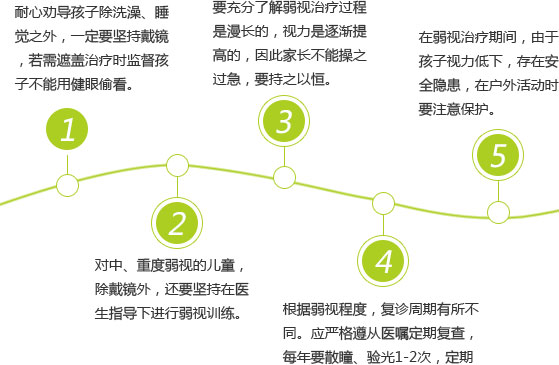 耐心劝导孩子除洗澡、睡
觉之外，一定要坚持戴镜
，若需遮盖治疗时监督孩
子不能用健眼偷看。
1
对中、重度弱视的儿童，
除戴镜外，还要坚持在医
生指导下进行弱视训练。
2
要充分了解弱视治疗过程
是漫长的，视力是逐渐提
高的，因此家长不能操之
过急，要持之以恒。
3
根据弱视程度，复诊周期有所不
同。应严格遵从医嘱定期复查，
每年要散瞳、验光1-2次，定期
4
在弱视治疗期间，由于
孩子视力低下，存在安
全隐患，在户外活动时
要注意保护。
5